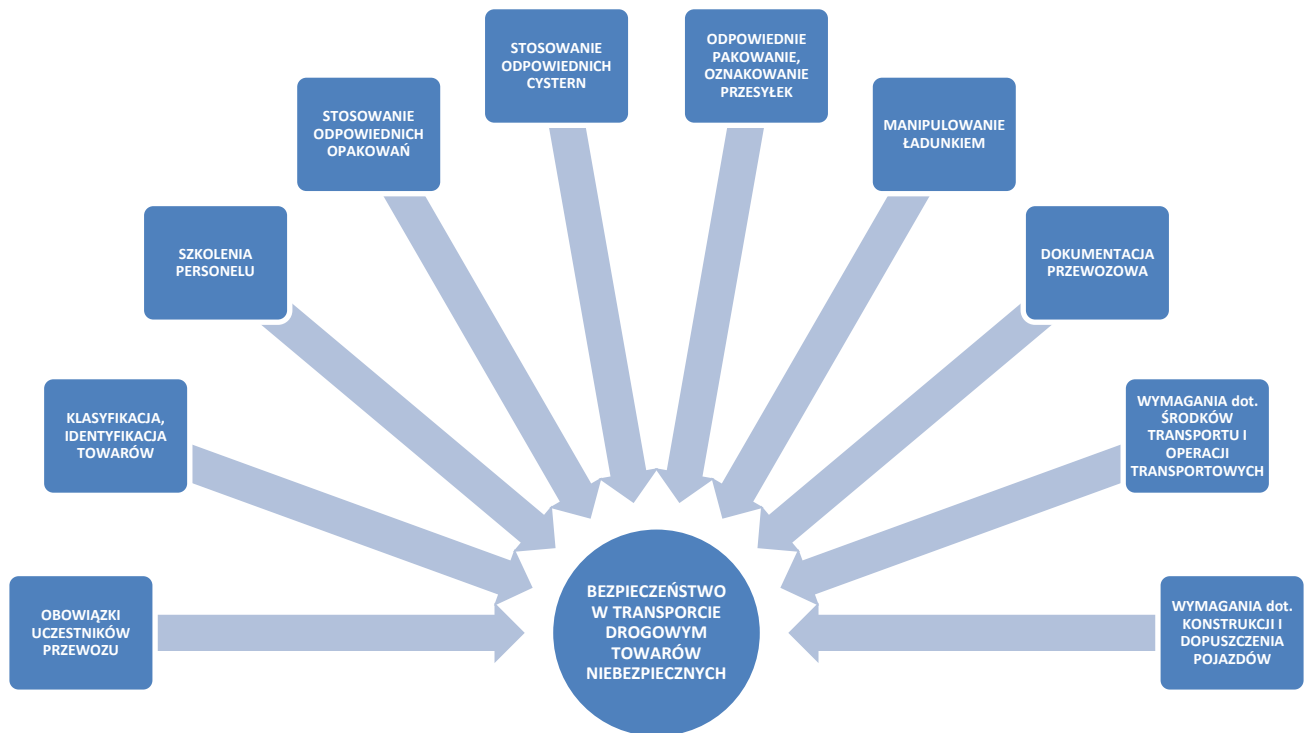 OBOWIĄZKI
UCZESTNIKÓW
PRZEWOZU
KLASYFIKACJA,
IDENTYFIKACJA
TOWARÓW
SZKOLENIA
PERSONELU
STOSOWANIE
ODPOWIEDNICH
OPAKOWAŃ
STOSOWANIE
ODPOWIEDNICH
CYSTERN
ODPOWIEDNIE
PAKOWANIE,
OZNAKOWANIE
PRZESYŁEK
MANIPULOWANIE
ŁADUNKIEM
DOKUMENTACJA
PRZEWOZOWA
WYMAGANIA dot.
ŚRODKÓW
TRANSPORTU I
OPERACJI
TRANSPORTOWYCH
WYMAGANIA dot.
KONSTRUKCJI I
DOPUSZCZENIA
POJAZDÓW
BEZPIECZEŃSTWO
W TRANSPORCIE
DROGOWYM
TOWARÓW
NIEBEZPIECZNYCH